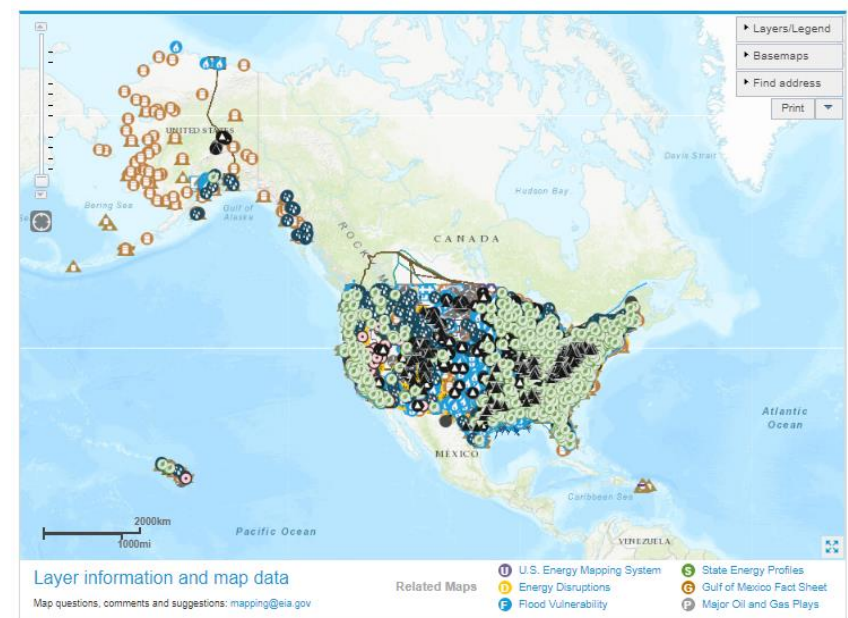 Layers/Legend
Basemaps
Find address
Print
UNITED STATES
Davis Strait
Bering Sea
Gulf of
Alaska
Hudson Bay
CANADA
ROCK
Atlantic
Ocean
MÉXICO
Caribbean Sea
2000km
1000mi
Pacific Ocean
VENEZUELA
Layer information and map data
Map questions, comments and suggestions: mapping@eia.gov
Related Maps
U U.S. Energy Mapping System
D Energy Disruptions
F Flood Vulnerability
S State Energy Profiles
G Gulf of Mexico Fact Sheet
P Major Oil and Gas Plays